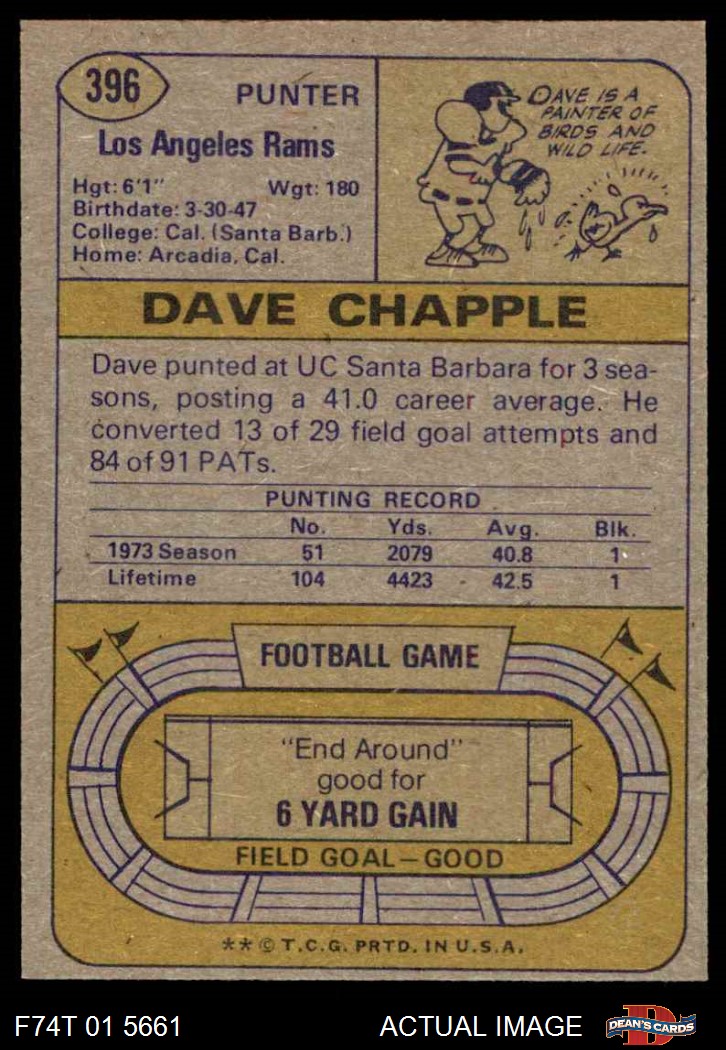 396
PUNTER
Los Angeles Rams
Hgt: 6'1" Wgt: 180
Birthdate: 3-30-47
College: Cal. (Santa Barb.)
Home: Arcadia, Cal.
DAVE IS A
PAINTER OF
BIRDS AND
WILD LIFE.
DAVE CHAPPLE
Dave punted at UC Santa Barbara for 3 sea-
sons, posting a 41.0 career average. He
converted 13 of 29 field goal attempts and
84 of 91 PATs.
PUNTING RECORD
No. Yds. Avg. Blk.
1973 Season 51 2079 40.8 1
Lifetime 104 4423 42.5 1
FOOTBALL GAME
"End Around"
good for
6 YARD GAIN
FIELD GOAL—GOOD
** © T.C.G. PRTD. IN U.S.A.
F74T 01 5661 ACTUAL IMAGE
D
DEAN'S CARDS